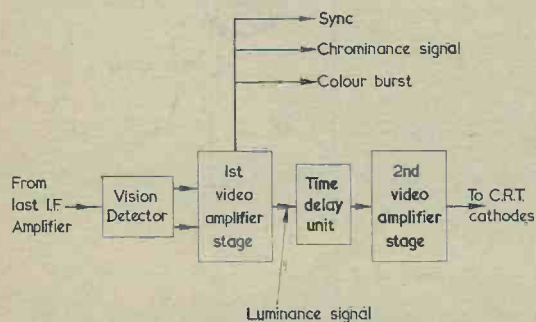 Sync
Chrominance signal
Colour burst
From
last I.F.
Amplifier
Vision
Detector
1st
video
amplifier
stage
Time
delay
unit
2nd
video
amplifier
stage
To C.R.T.
cathodes
Luminance signal